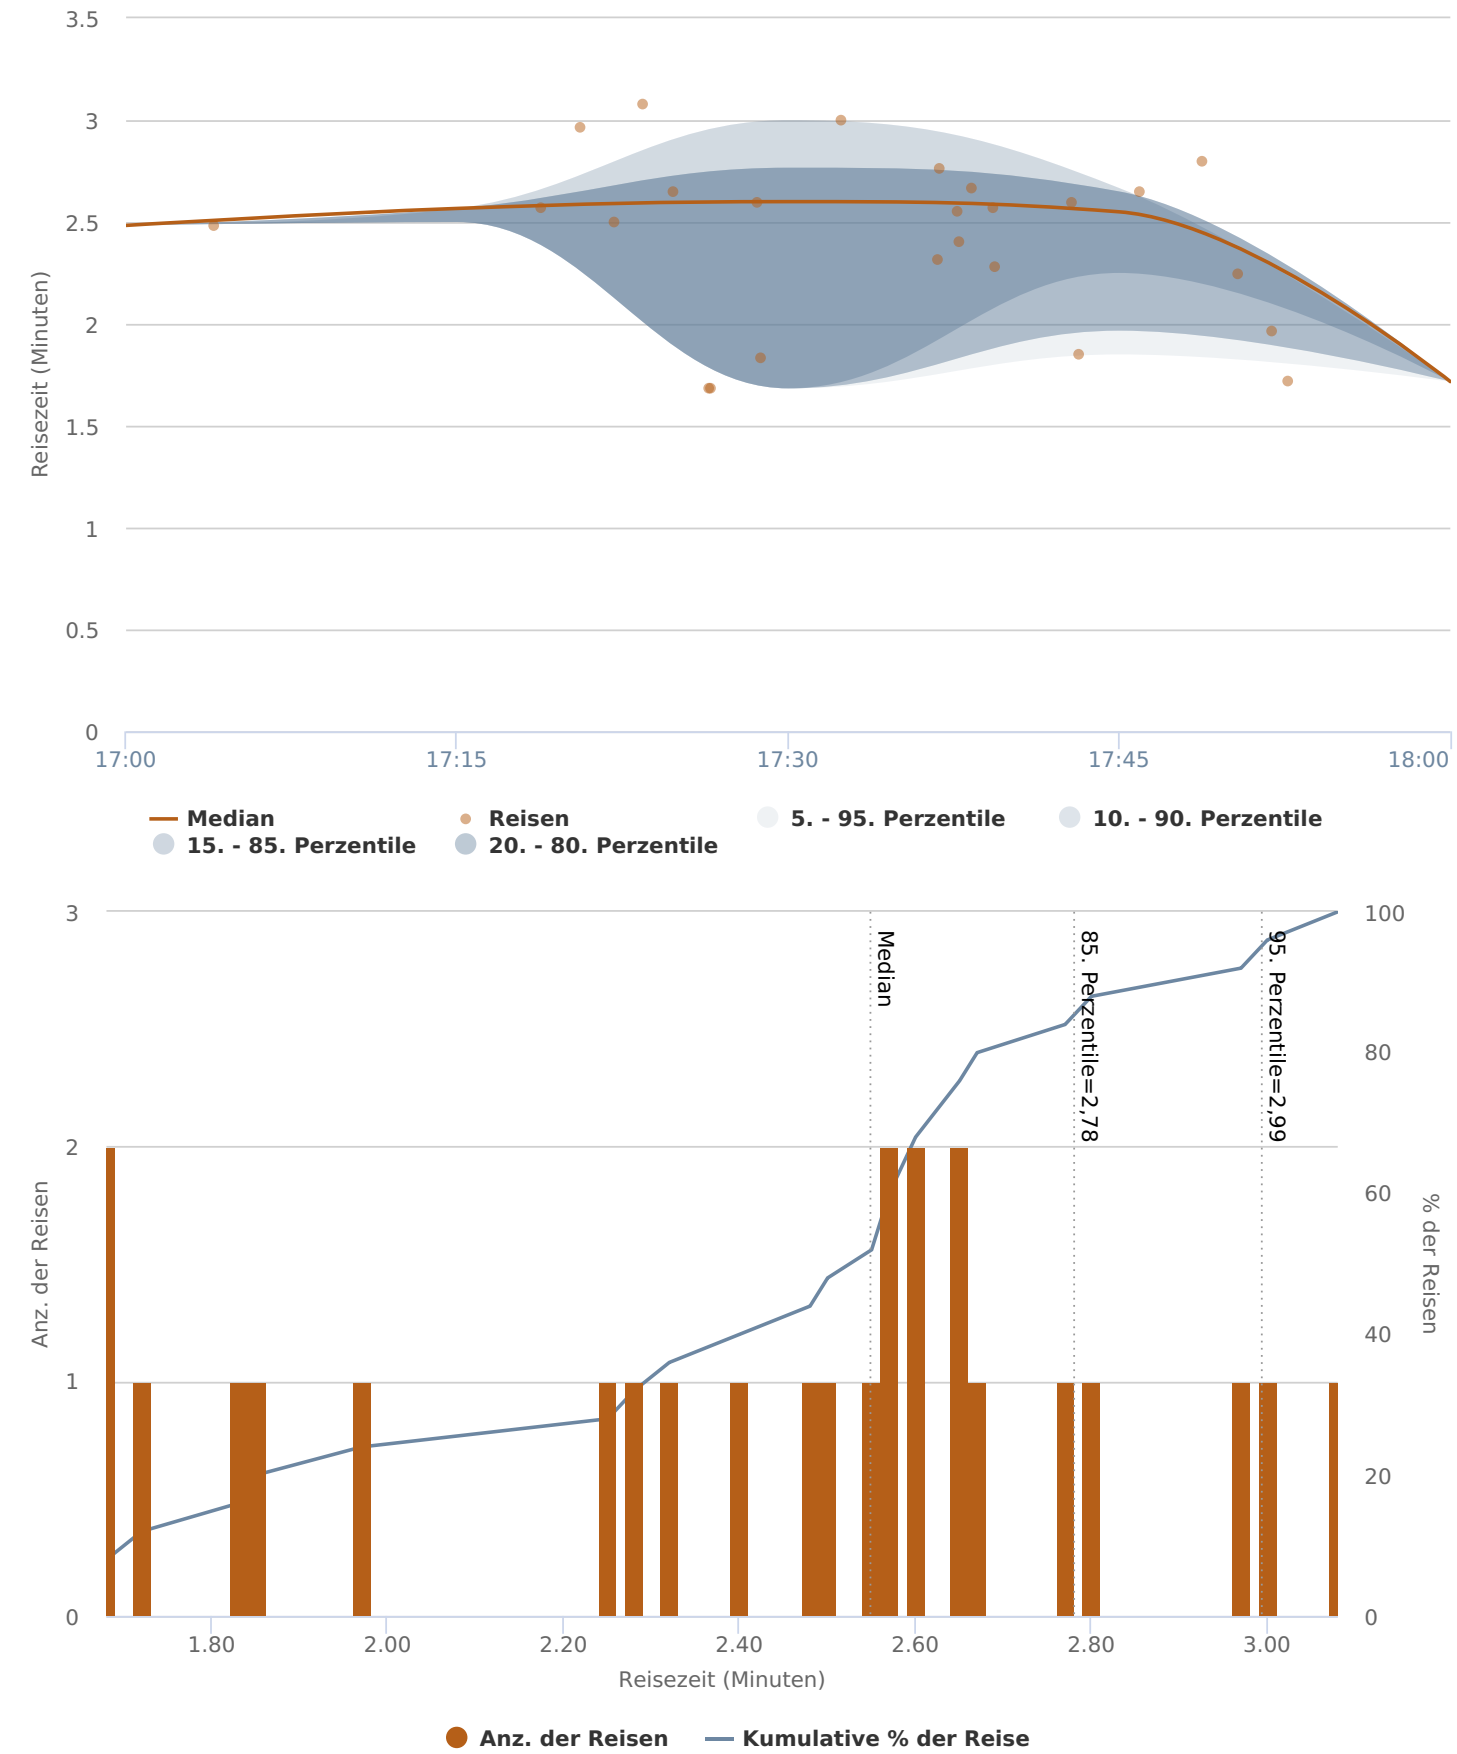 3.5
3
2.5
2
1.5
1
0.5
0
Reisezeit (Minuten)
17:00 17:15 17:30 17:45 18:00
Median Reisen 5. - 95. Perzentile 10. - 90. Perzentile
15. - 85. Perzentile 20. - 80. Perzentile
3
2
1
0
Anz. der Reisen
Median
85. Perzentile=2,78
95. Perzentile=2,99
100
80
60
40
20
0
% der Reisen
1.80 2.00 2.20 2.40 2.60 2.80 3.00
Reisezeit (Minuten)
Anz. der Reisen Kumulative % der Reise